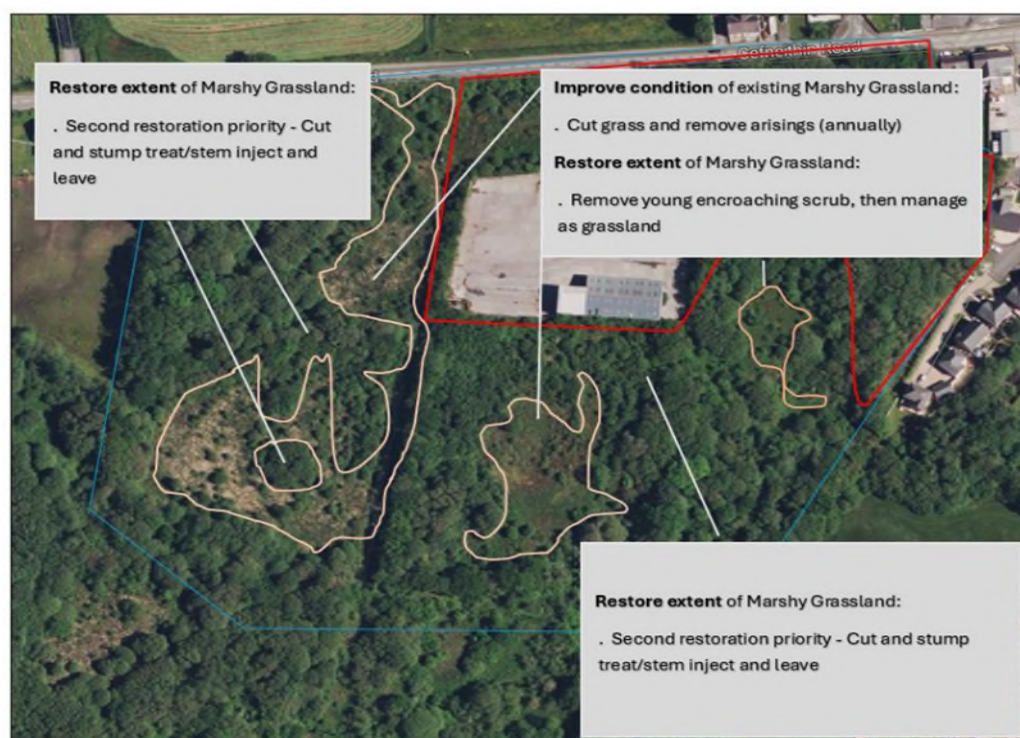 Road
Restore extent of Marshy Grassland:
. Second restoration priority - Cut
and stump treat/stem inject and
leave
Improve condition of existing Marshy Grassland:
. Cut grass and remove arisings (annually)
Restore extent of Marshy Grassland:
. Remove young encroaching scrub, then manage
as grassland
Restore extent of Marshy Grassland:
. Second restoration priority - Cut and stump
treat/stem inject and leave